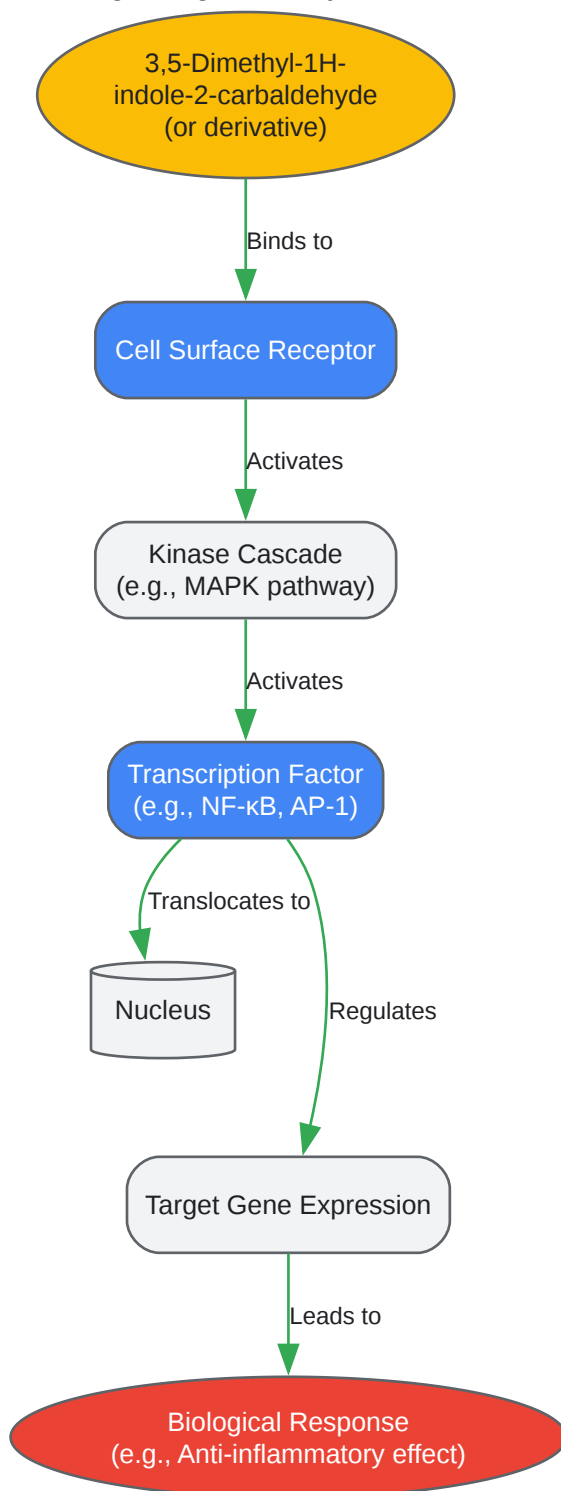 3,5-Dimethyl-1H-
indole-2-carbaldehyde
(or derivative)
Binds to
Cell Surface Receptor
Activates
Kinase Cascade
(e.g., MAPK pathway)
Activates
Transcription Factor
(e.g., NF-κB, AP-1)
Translocates to
Nucleus
Regulates
Target Gene Expression
Leads to
Biological Response
(e.g., Anti-inflammatory effect)